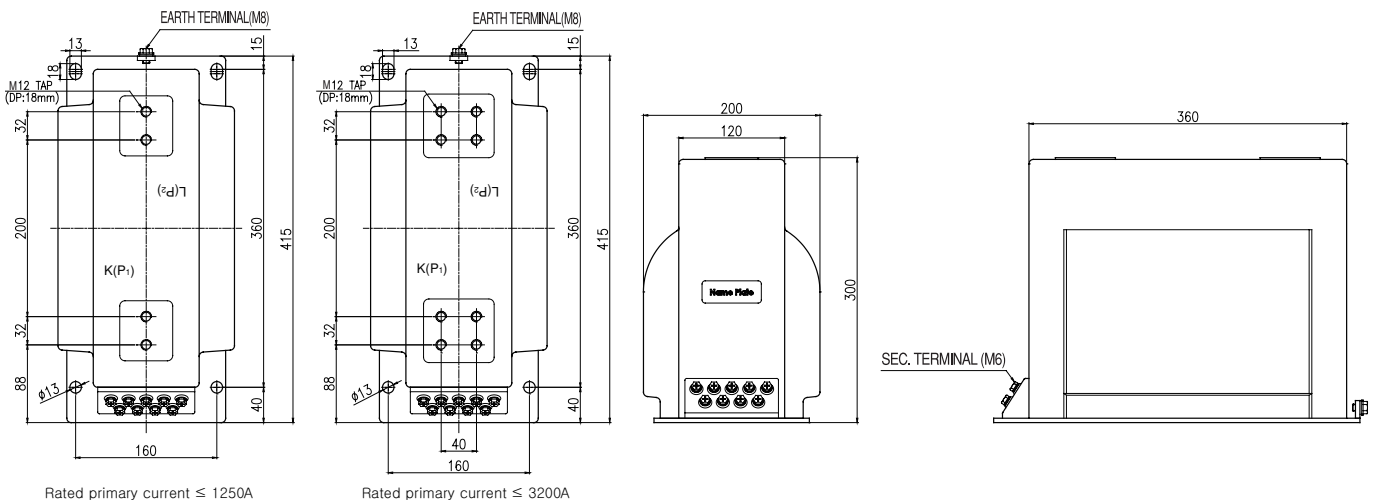 EARTH TERMINAL(M8)
13
15
18
M12 TAP
(DP:18mm)
32
L(P2)
200
360
415
K(P1)
32
88
ø13
40
160
Rated primary current ≤ 1250A
EARTH TERMINAL(M8)
13
15
18
M12 TAP
(DP:18mm)
32
L(P2)
200
360
415
K(P1)
32
88
ø13
40
40
160
Rated primary current ≤ 3200A
200
120
Name Plate
300
360
SEC. TERMINAL (M6)